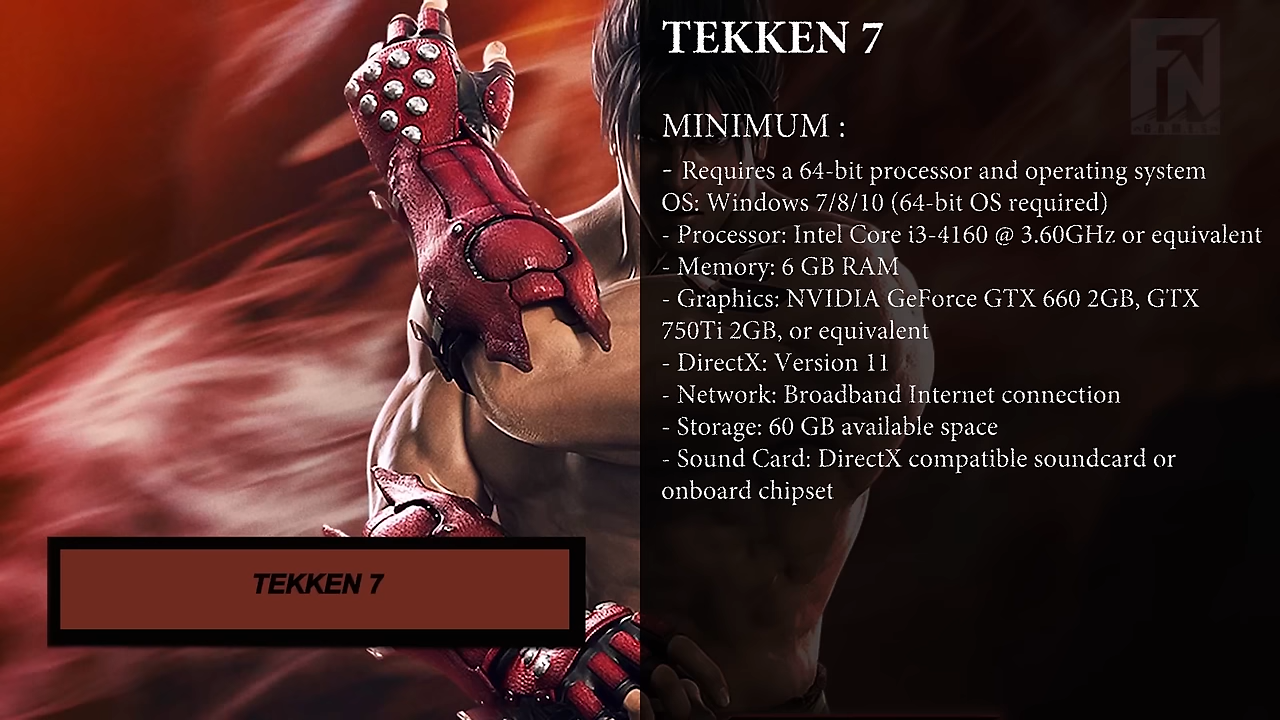 TEKKEN 7
MINIMUM :
- Requires a 64-bit processor and operating system
OS: Windows 7/8/10 (64-bit OS required)
- Processor: Intel Core i3-4160 @ 3.60GHz or equivalent
- Memory: 6 GB RAM
- Graphics: NVIDIA GeForce GTX 660 2GB, GTX
750Ti 2GB, or equivalent
- DirectX: Version 11
- Network: Broadband Internet connection
- Storage: 60 GB available space
- Sound Card: DirectX compatible soundcard or
onboard chipset
TEKKEN 7
FN
GAMES